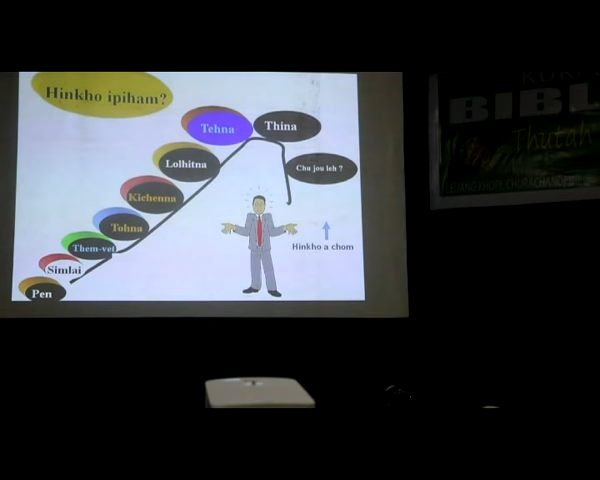 Hinkho ipiham?
Tehna
Thina
Lolhitna
Chu jou leh ?
Kichenna
Tohna
Them-vet
Hinkho a chom
Simlai
Pen
BIBL
Thutah